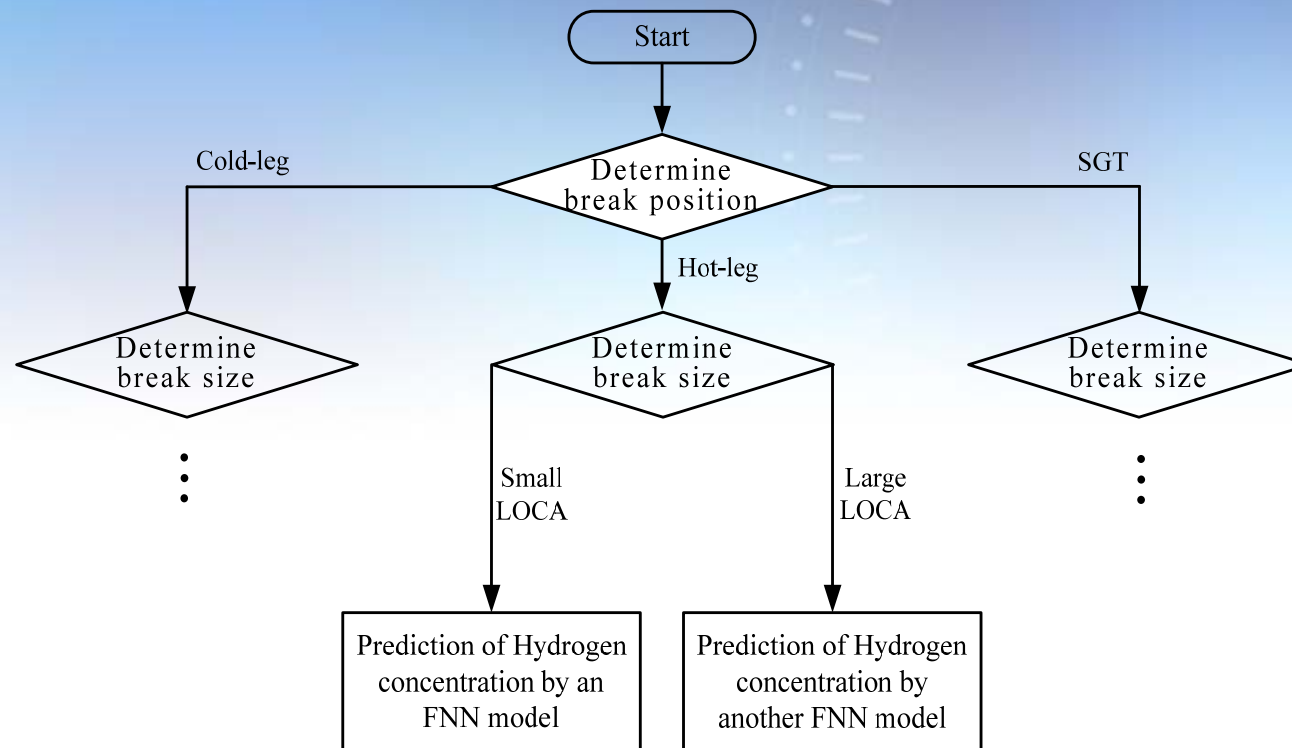 Start
Determine
break position
Cold-leg
SGT
Hot-leg
Determine
break size
Determine
break size
Determine
break size
Small
LOCA
Large
LOCA
Prediction of Hydrogen
concentration by an
FNN model
Prediction of Hydrogen
concentration by
another FNN model